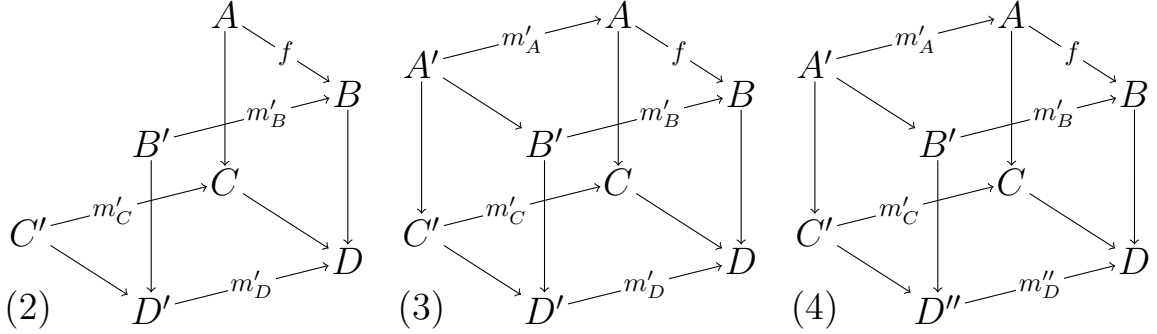 A
f
B
m′_B
B′
C
m′_C
C′
D
m′_D
(2) D′
A
m′_A
f
A′
B
m′_B
B′
C
m′_C
C′
D
m′_D
(3) D′
A
m′_A
f
A′
B
m′_B
B′
C
m′_C
C′
D
m″_D
(4) D″